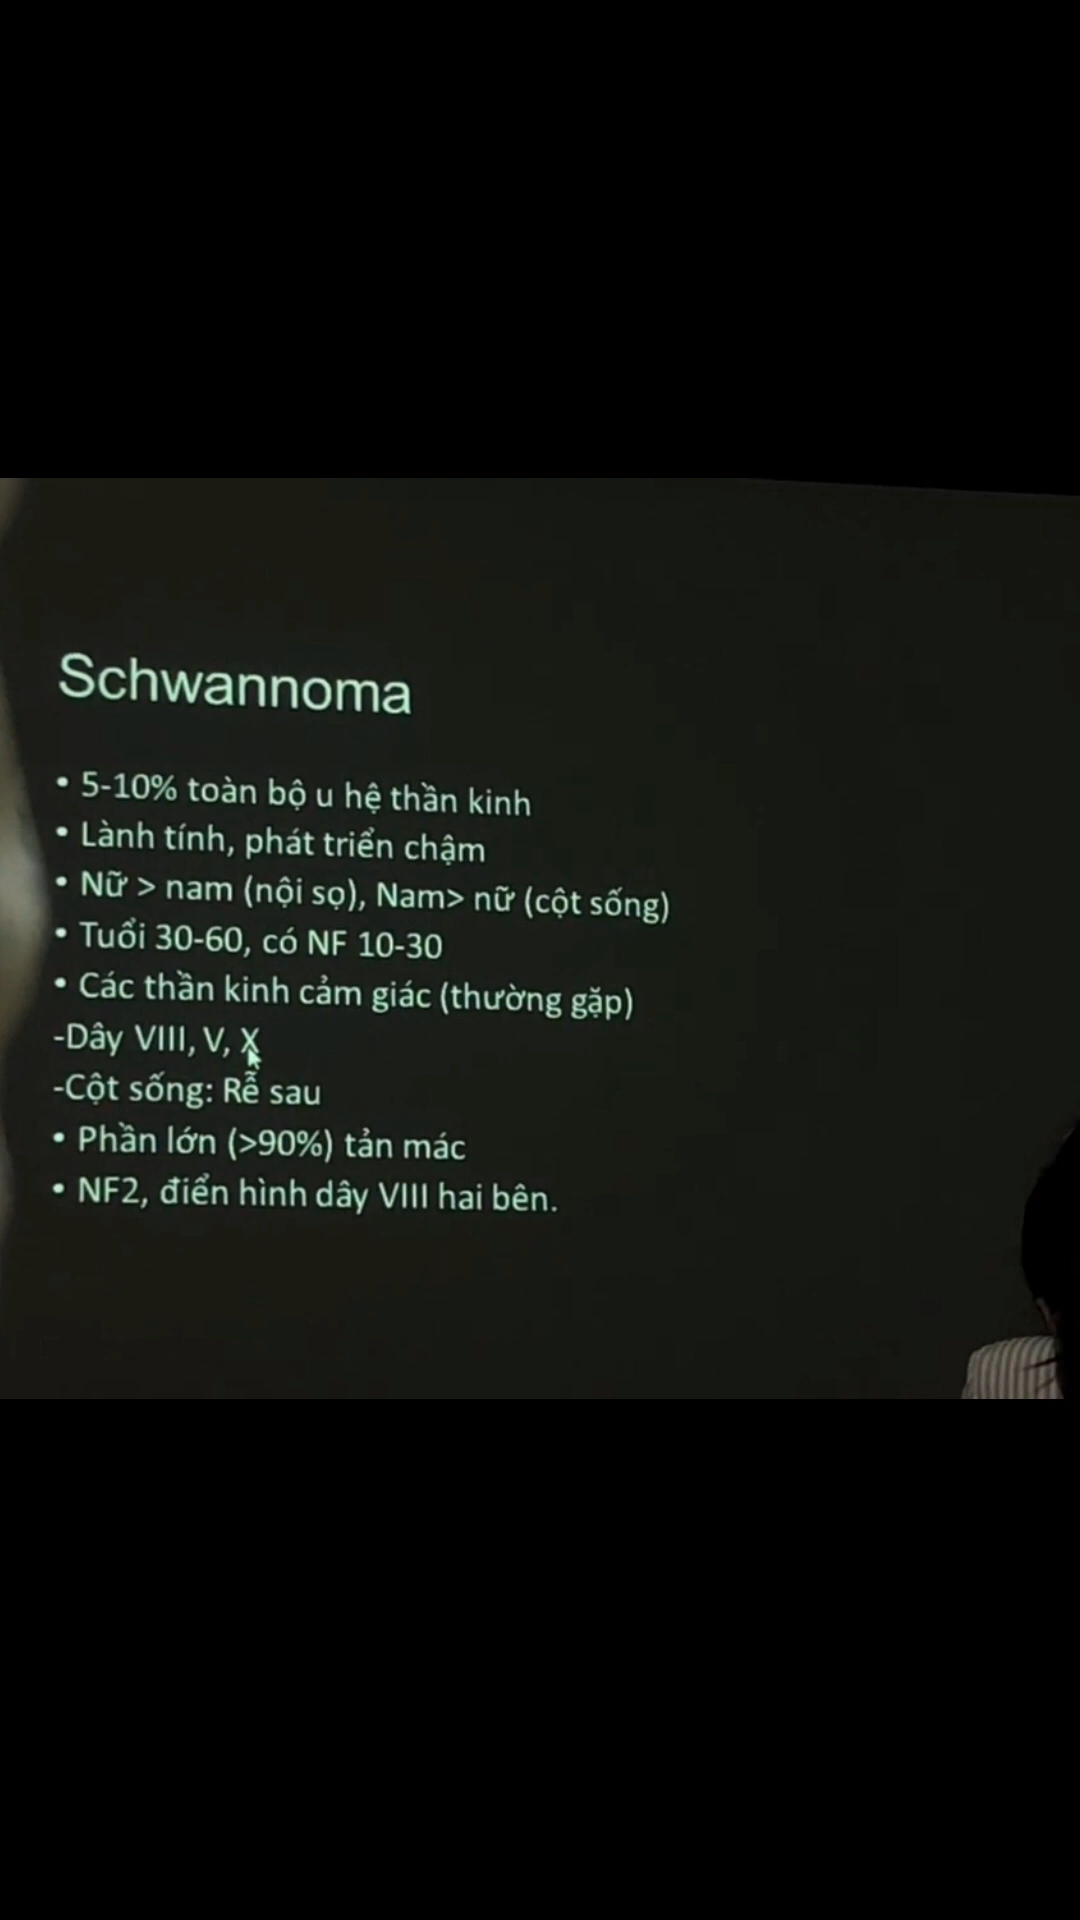 Schwannoma
• 5-10% toàn bộ u hệ thần kinh
• Lành tính, phát triển chậm
• Nữ > nam (nội sọ), Nam> nữ (cột sống)
• Tuổi 30-60, có NF 10-30
• Các thần kinh cảm giác (thường gặp)
-Dây VIII, V, X
-Cột sống: Rễ sau
• Phần lớn (>90%) tản mác
• NF2, điển hình dây VIII hai bên.